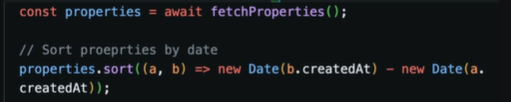 const properties = await fetchProperties();
// Sort proeprties by date
properties.sort((a, b) => new Date(b.createdAt) - new Date(a.
createdAt));